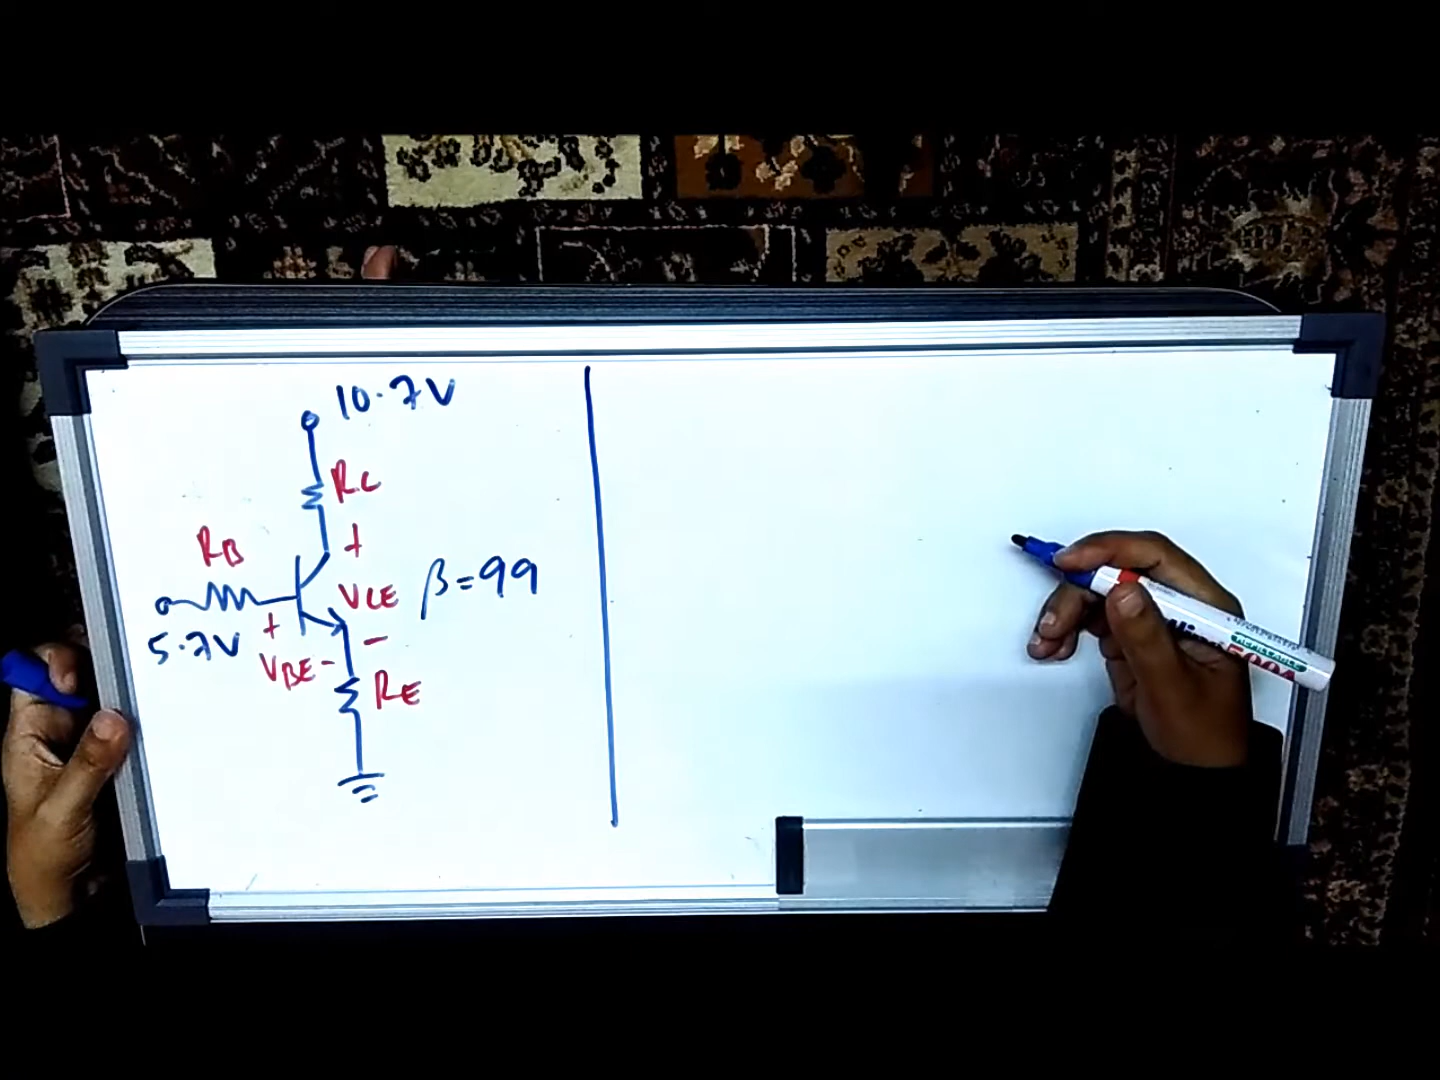 10.7V
RC
RB
+
VCE
β=99
5.7V
+
-
VBE-
RE